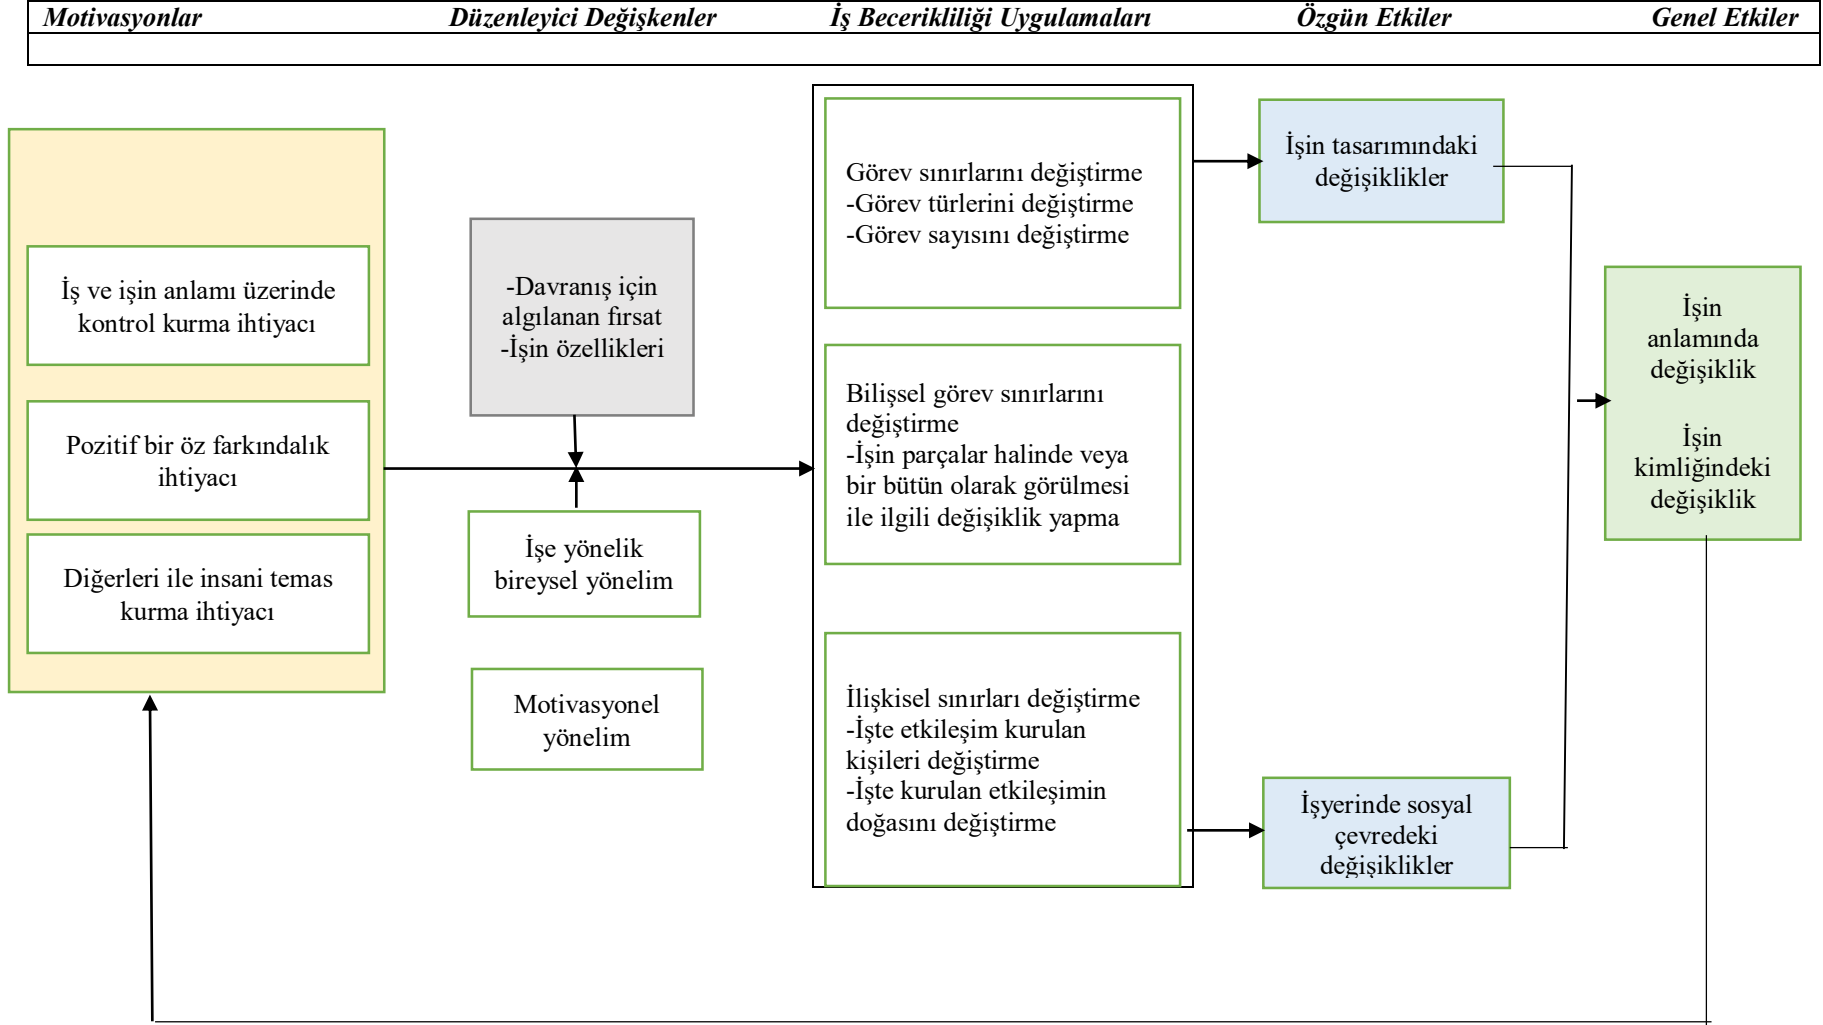 Motivasyonlar Düzenleyici Değişkenler İş Becerikliliği Uygulamaları Özgün Etkiler Genel Etkiler
İş ve işin anlamı üzerinde
kontrol kurma ihtiyacı
Pozitif bir öz farkındalık
ihtiyacı
Diğerleri ile insani temas
kurma ihtiyacı
-Davranış için
algılanan fırsat
-İşin özellikleri
İşe yönelik
bireysel yönelim
Motivasyonel
yönelim
Görev sınırlarını değiştirme
-Görev türlerini değiştirme
-Görev sayısını değiştirme
Bilişsel görev sınırlarını
değiştirme
-İşin parçalar halinde veya
bir bütün olarak görülmesi
ile ilgili değişiklik yapma
İlişkisel sınırları değiştirme
-İşte etkileşim kurulan
kişileri değiştirme
-İşte kurulan etkileşimin
doğasını değiştirme
İşin tasarımındaki
değişiklikler
İşyerinde sosyal
çevredeki
değişiklikler
İşin
anlamında
değişiklik
İşin
kimliğindeki
değişiklik